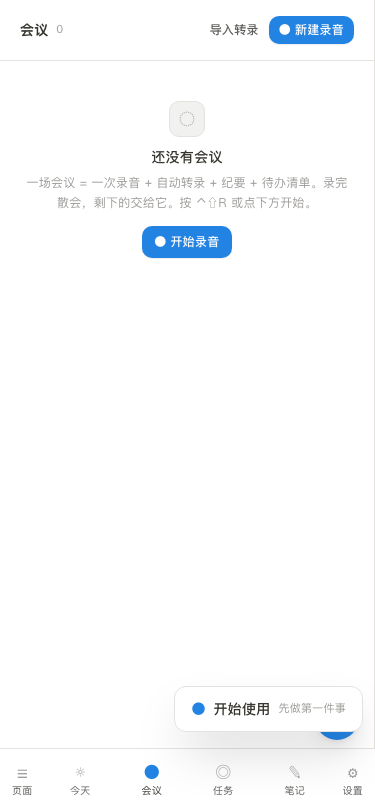 会议 0 导入转录 新建录音
还没有会议
一场会议 = 一次录音 + 自动转录 + 纪要 + 待办清单。录完
散会，剩下的交给它。按 ⌃⇧R 或点下方开始。
开始录音
开始使用 先做第一件事
页面 今天 会议 任务 笔记 设置